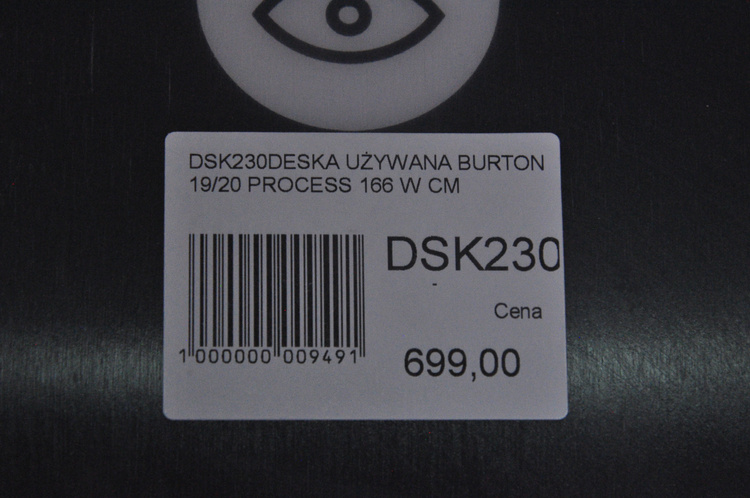 DSK230DESKA UŻYWANA BURTON
19/20 PROCESS 166 W CM
DSK230
-
Cena
699,00
1 000000 009491